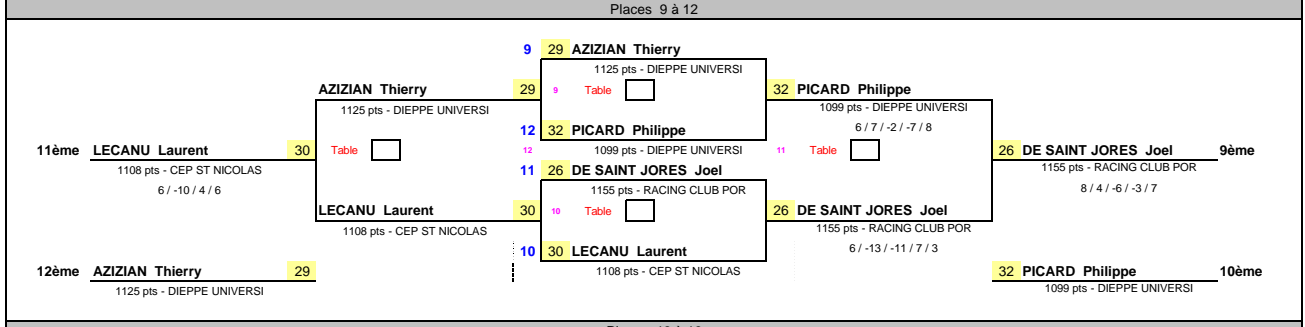 Places 9 à 12
9 29 AZIZIAN Thierry
1125 pts - DIEPPE UNIVERSI
AZIZIAN Thierry 29 9 Table 32 PICARD Philippe
1125 pts - DIEPPE UNIVERSI 1099 pts - DIEPPE UNIVERSI
6 / 7 / -2 / -7 / 8
12 32 PICARD Philippe
11ème LECANU Laurent 30 Table 12 1099 pts - DIEPPE UNIVERSI 11 Table 26 DE SAINT JORES Joel 9ème
1108 pts - CEP ST NICOLAS 11 26 DE SAINT JORES Joel 1155 pts - RACING CLUB POR
6 / -10 / 4 / 6 1155 pts - RACING CLUB POR 8 / 4 / -6 / -3 / 7
LECANU Laurent 30 10 Table 26 DE SAINT JORES Joel
1108 pts - CEP ST NICOLAS 1155 pts - RACING CLUB POR
6 / -13 / -11 / 7 / 3
10 30 LECANU Laurent
12ème AZIZIAN Thierry 29 1108 pts - CEP ST NICOLAS 32 PICARD Philippe 10ème
1125 pts - DIEPPE UNIVERSI 1099 pts - DIEPPE UNIVERSI